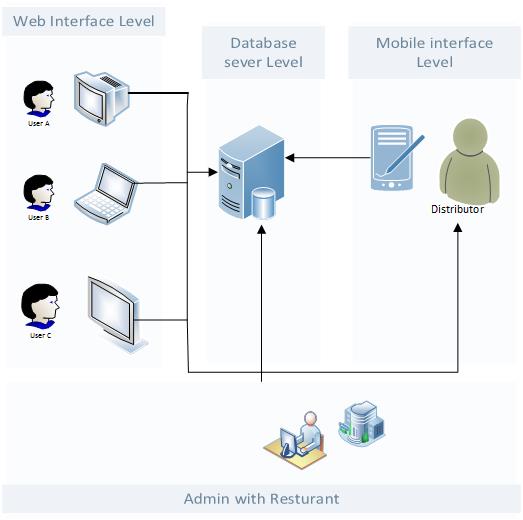 Web Interface Level
Database
sever Level
Mobile interface
Level
User A
User B
User C
Distributor
Admin with Resturant